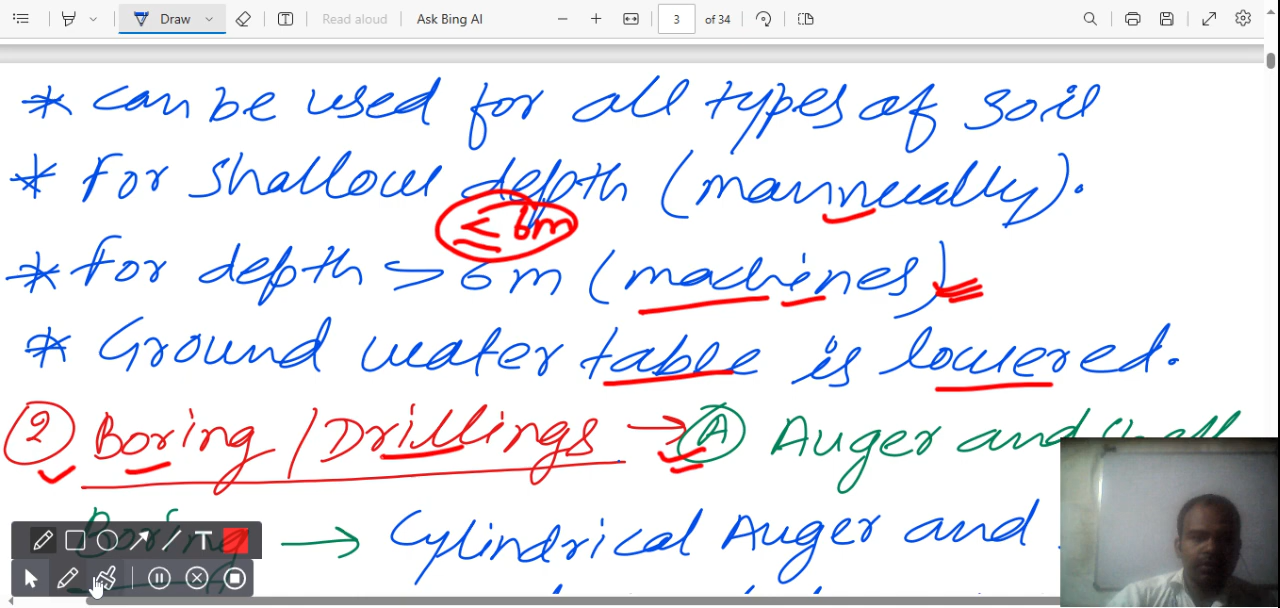 Draw Read aloud Ask Bing AI 3 of 34
* can be used for all types of soil
* For shallow depth (mannually).
≤ 6m
* For depth > 6m (machines)
* Ground water table is lowered.
② Boring / Drillings → Ⓐ Auger and
Boring → Cylindrical Auger and
T